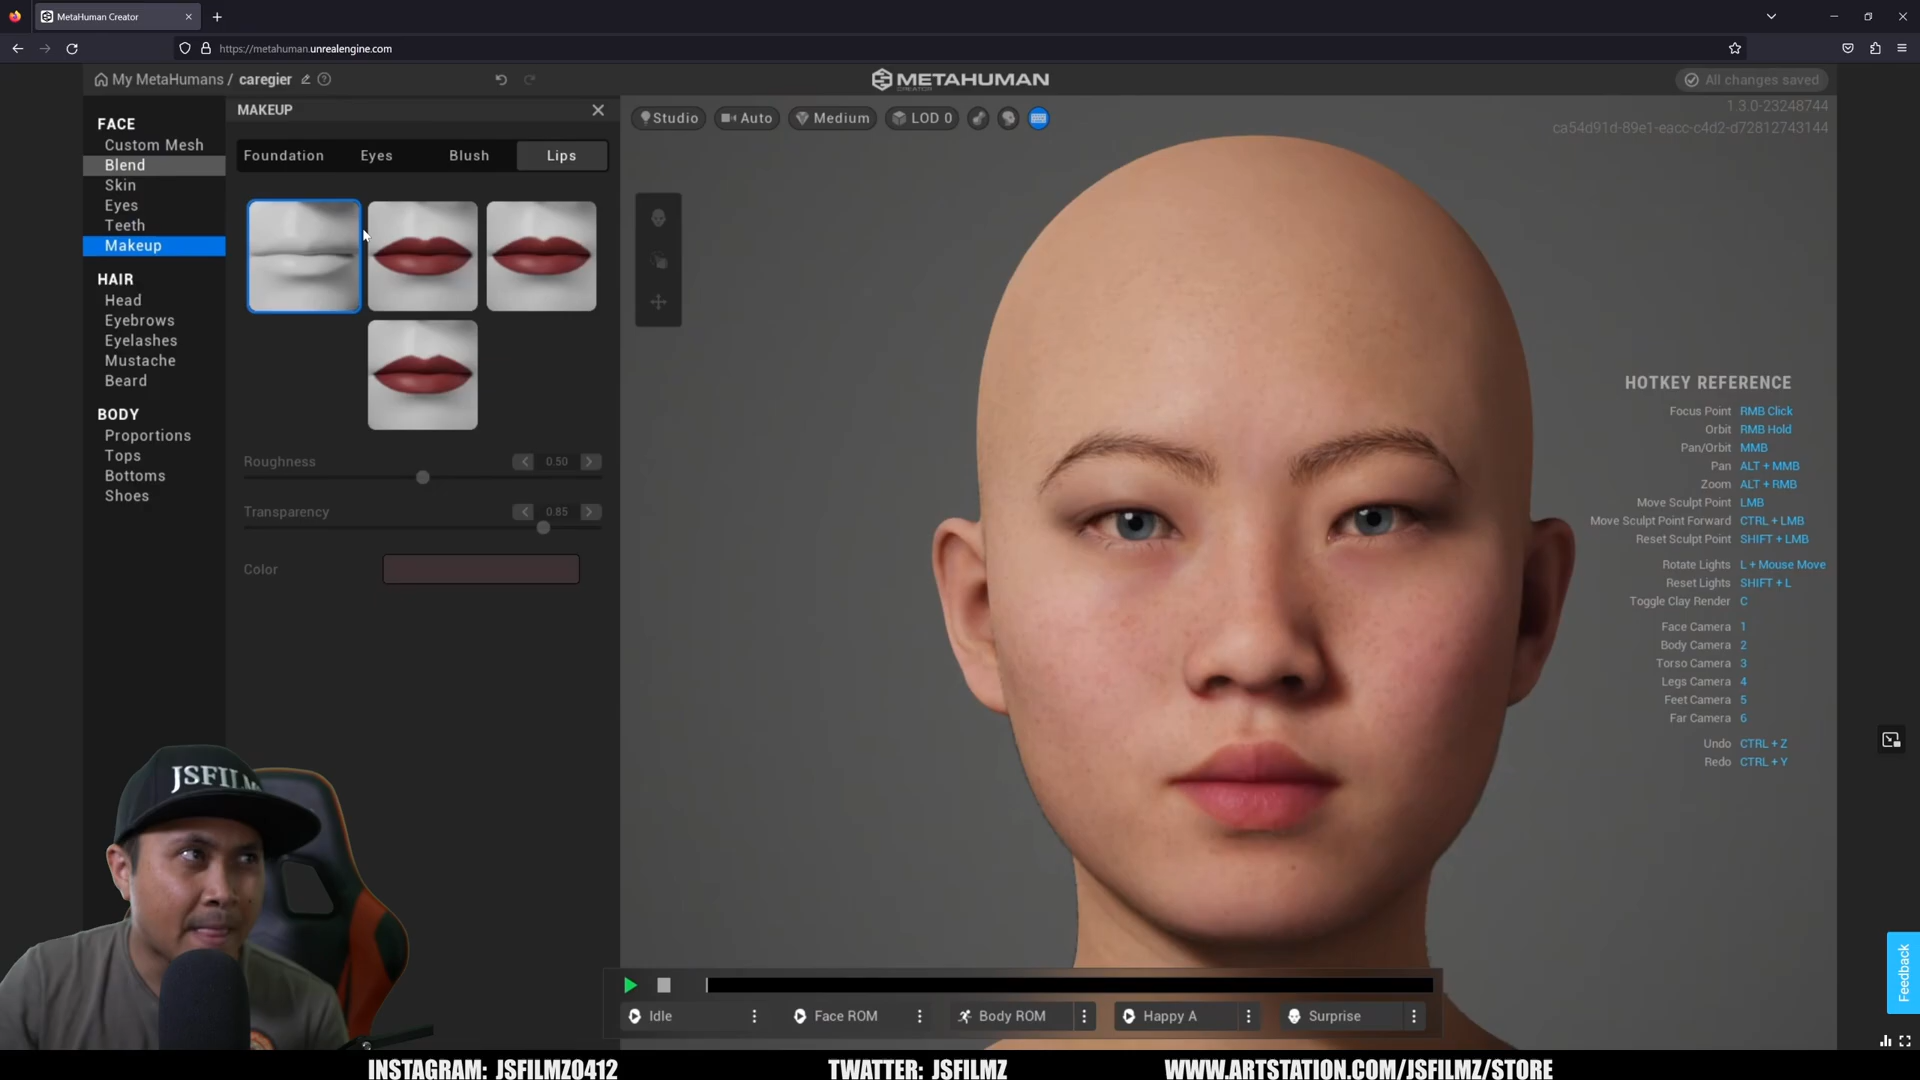 MetaHuman Creator
https://metahuman.unrealengine.com
My MetaHumans / caregier
METAHUMAN
CREATOR
All changes saved
1.3.0-23248744
ca54d91d-89e1-eacc-c4d2-d72812743144
FACE
Custom Mesh
Blend
Skin
Eyes
Teeth
Makeup
HAIR
Head
Eyebrows
Eyelashes
Mustache
Beard
BODY
Proportions
Tops
Bottoms
Shoes
MAKEUP
Foundation Eyes Blush Lips
Roughness 0.50
Transparency 0.85
Color
Studio Auto Medium LOD 0
HOTKEY REFERENCE
Focus Point RMB Click
Orbit RMB Hold
Pan/Orbit MMB
Pan ALT + MMB
Zoom ALT + RMB
Move Sculpt Point LMB
Move Sculpt Point Forward CTRL + LMB
Reset Sculpt Point SHIFT + LMB
Rotate Lights L + Mouse Move
Reset Lights SHIFT + L
Toggle Clay Render C
Face Camera 1
Body Camera 2
Torso Camera 3
Legs Camera 4
Feet Camera 5
Far Camera 6
Undo CTRL + Z
Redo CTRL + Y
Feedback
JSFILM
Idle Face ROM Body ROM Happy A Surprise
INSTAGRAM: JSFILMZ0412 TWATTER: JSFILMZ WWW.ARTSTATION.COM/JSFILMZ/STORE